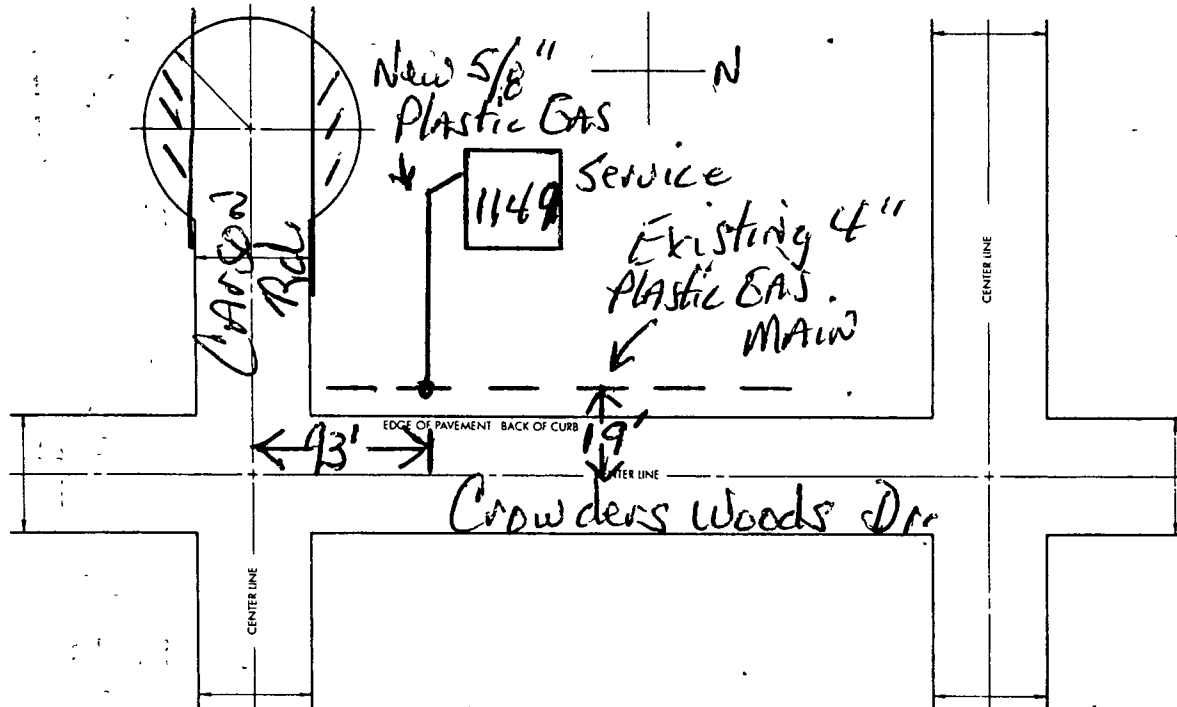 New 5/8"
Plastic GAS
Service
N
1149
Existing 4"
Plastic GAS
MAIN
CARSON
Rd
CENTER LINE
EDGE OF PAVEMENT BACK OF CURB
93'
19'
CENTER LINE
Crowders Woods Dr.
CENTER LINE